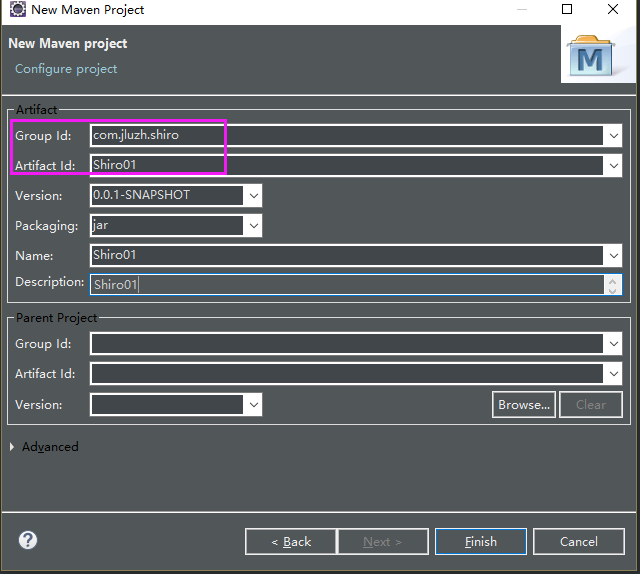 New Maven Project
New Maven project
Configure project
M
Artifact
Group Id: com.jluzh.shiro
Artifact Id: Shiro01
Version: 0.0.1-SNAPSHOT
Packaging: jar
Name: Shiro01
Description: Shiro01
Parent Project
Group Id:
Artifact Id:
Version: Browse... Clear
Advanced
? < Back Next > Finish Cancel